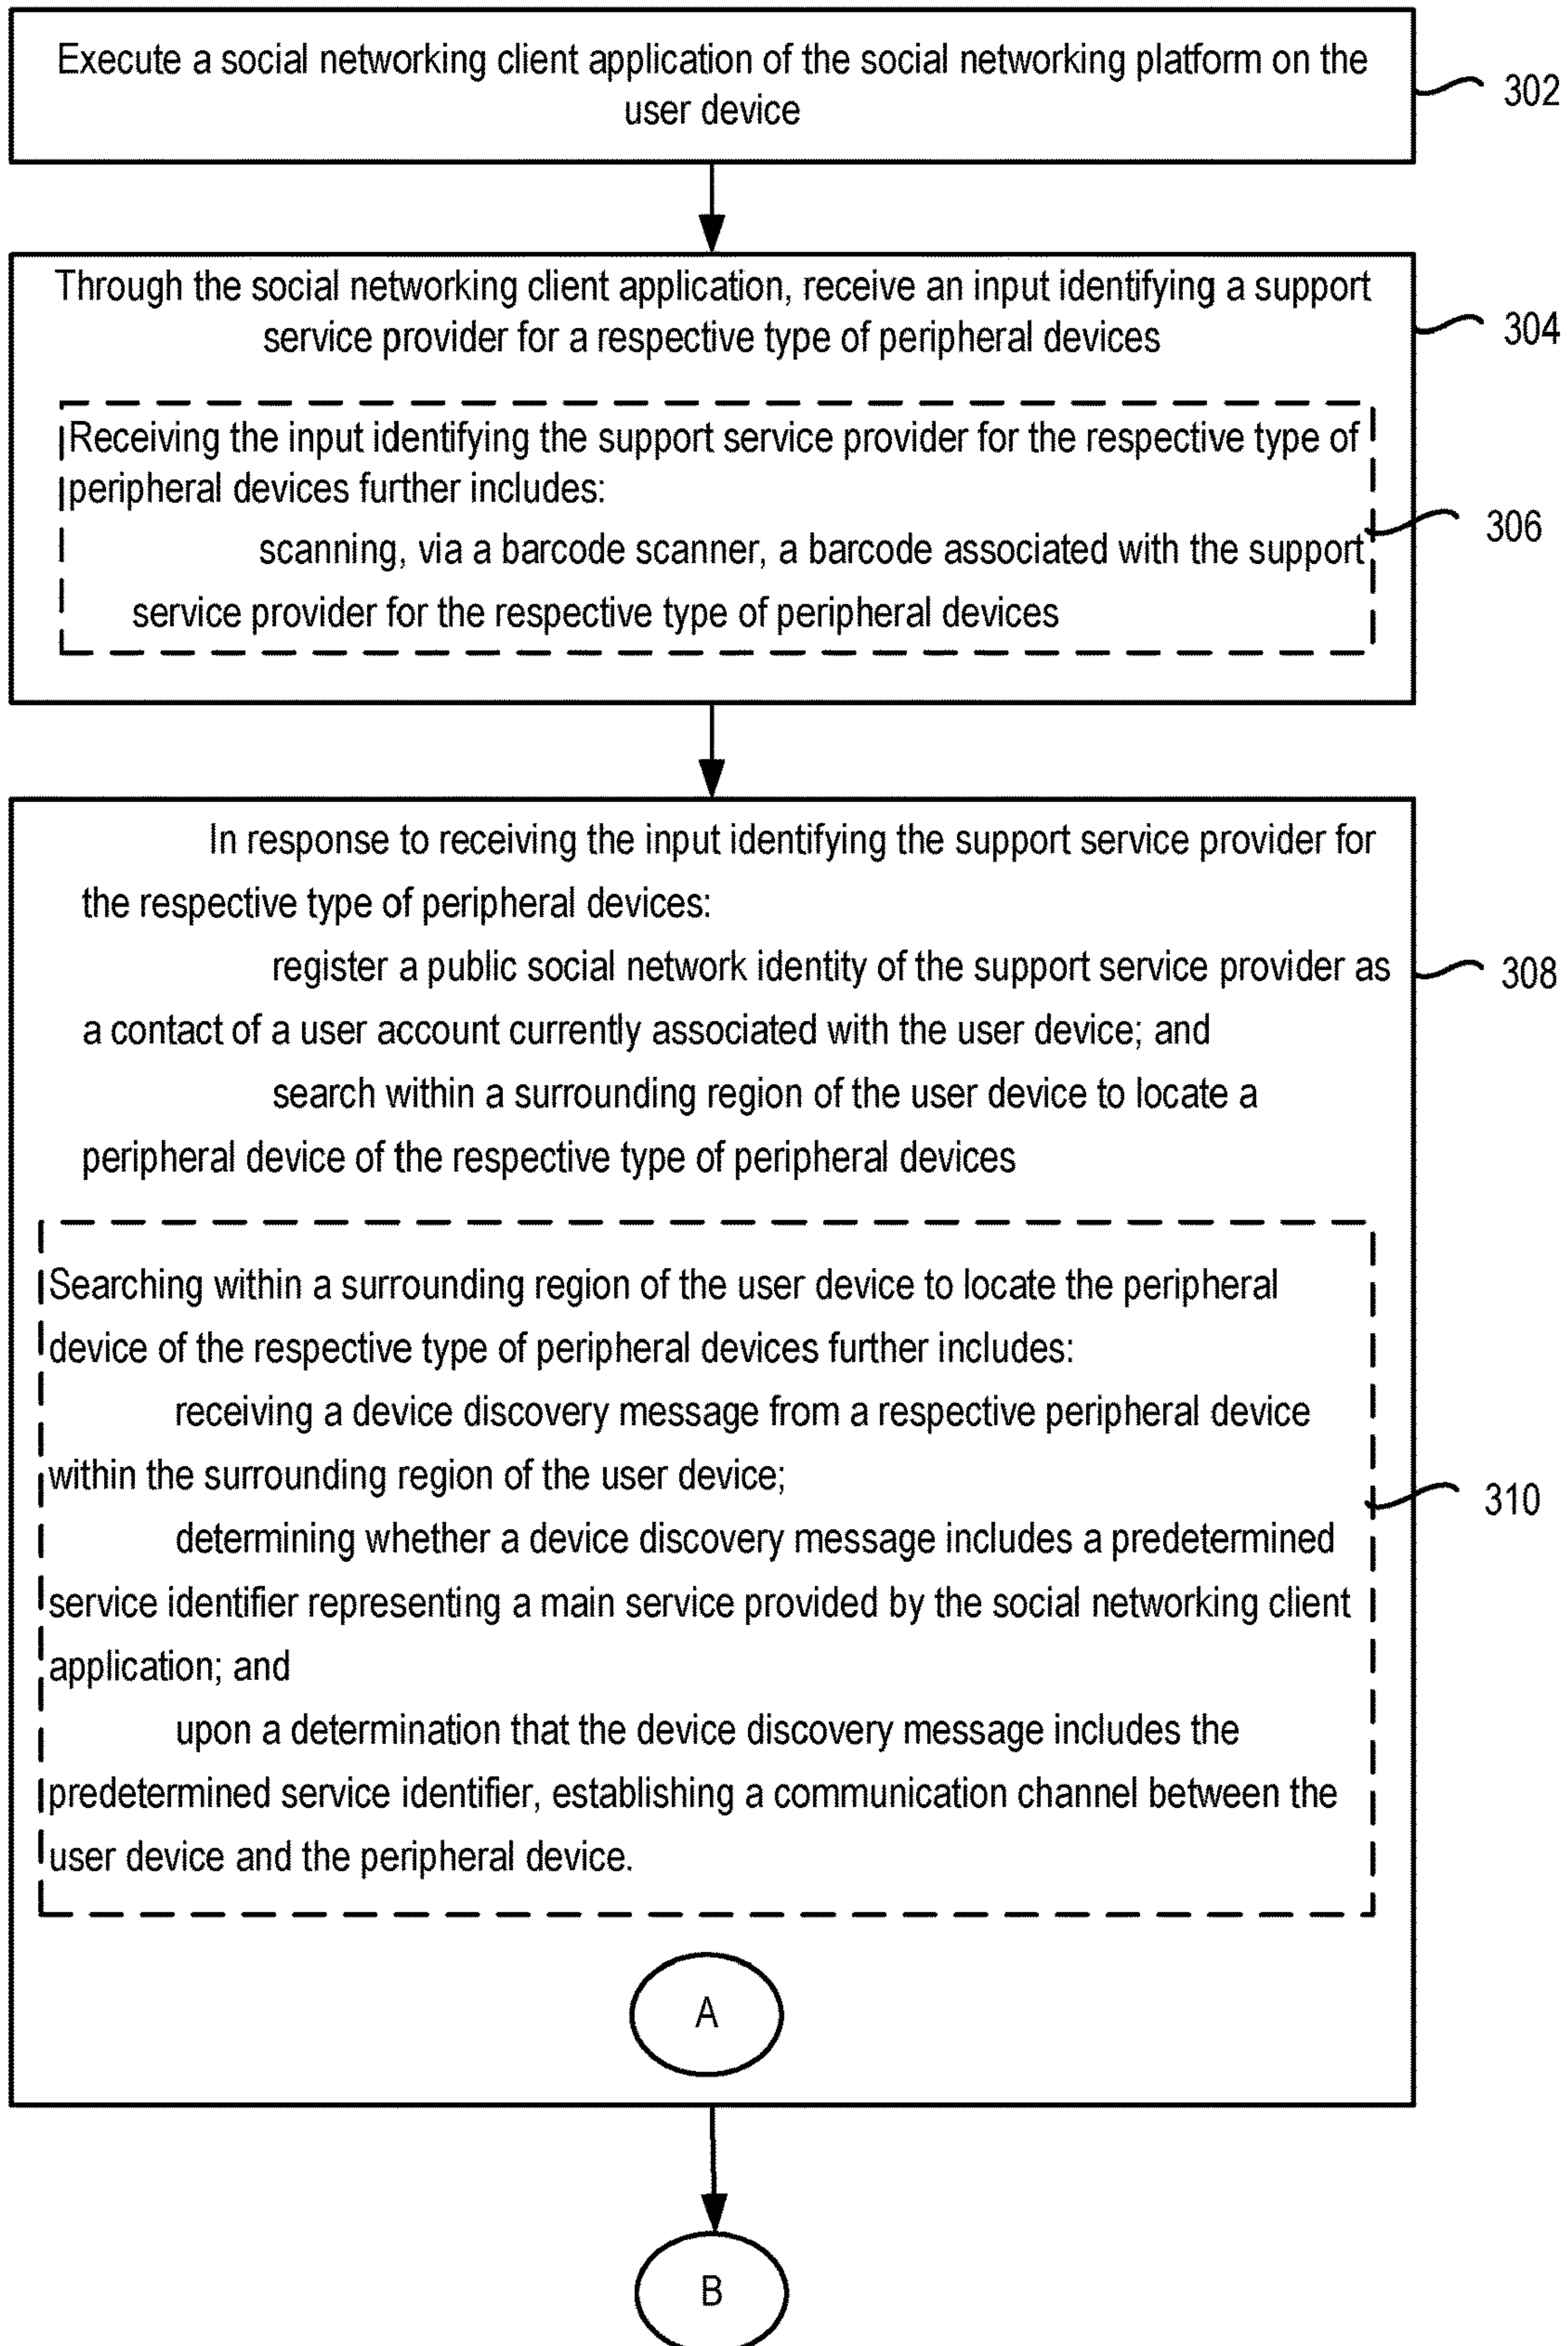 Execute a social networking client application of the social networking platform on the
user device
302
Through the social networking client application, receive an input identifying a support
service provider for a respective type of peripheral devices
304
Receiving the input identifying the support service provider for the respective type of
peripheral devices further includes:
scanning, via a barcode scanner, a barcode associated with the support
service provider for the respective type of peripheral devices
306
In response to receiving the input identifying the support service provider for
the respective type of peripheral devices:
register a public social network identity of the support service provider as
a contact of a user account currently associated with the user device; and
search within a surrounding region of the user device to locate a
peripheral device of the respective type of peripheral devices
308
Searching within a surrounding region of the user device to locate the peripheral
device of the respective type of peripheral devices further includes:
receiving a device discovery message from a respective peripheral device
within the surrounding region of the user device;
determining whether a device discovery message includes a predetermined
service identifier representing a main service provided by the social networking client
application; and
upon a determination that the device discovery message includes the
predetermined service identifier, establishing a communication channel between the
user device and the peripheral device.
310
A
B